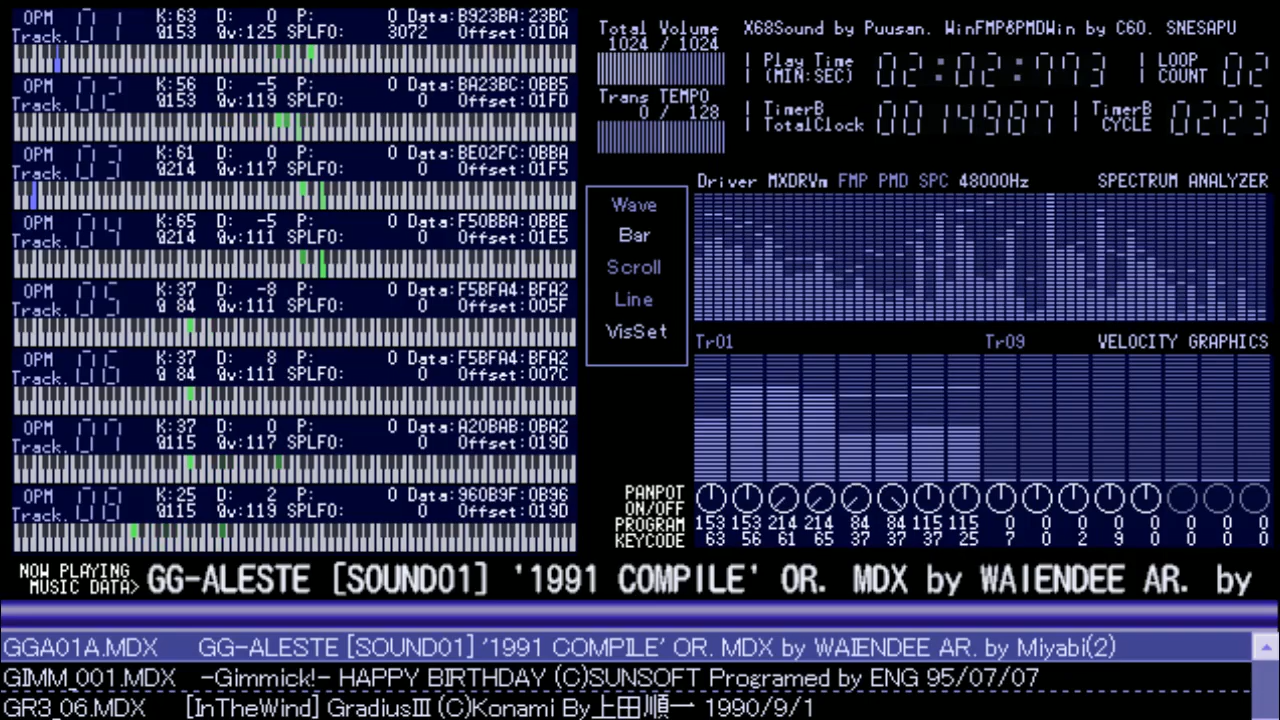 OPM 01 K:63 D: 0 P: 0 Data:B923BA:23BC
Track. @153 @v:125 SPLFO: 3072 Offset:01DA
OPM 02 K:56 D: -5 P: 0 Data:BA23BC:0BB5
Track. @153 @v:119 SPLFO: 0 Offset:01FD
OPM 03 K:61 D: 0 P: 0 Data:BE02FC:0BBA
Track. @214 @v:117 SPLFO: 0 Offset:01F5
OPM 04 K:65 D: -5 P: 0 Data:F50BBA:0BBE
Track. @214 @v:111 SPLFO: 0 Offset:01E5
OPM 05 K:37 D: -8 P: 0 Data:F5BFA4:BFA2
Track. @ 84 @v:111 SPLFO: 0 Offset:005F
OPM 06 K:37 D: 8 P: 0 Data:F5BFA4:BFA2
Track. @ 84 @v:111 SPLFO: 0 Offset:007C
OPM 07 K:37 D: 0 P: 0 Data:A20BAB:0BA2
Track. @115 @v:117 SPLFO: 0 Offset:019D
OPM 08 K:25 D: 2 P: 0 Data:960B9F:0B96
Track. @115 @v:119 SPLFO: 0 Offset:019D
Total Volume
1024 / 1024
Trans TEMPO
0 / 128
X68Sound by Puusan. WinFMP&PMDWin by C60. SNESAPU
Play Time (MIN:SEC) 02:02:773 LOOP COUNT 02
TimerB TotalClock 0014987 TimerB CYCLE 0223
Wave
Bar
Scroll
Line
VisSet
Driver MXDRVm FMP PMD SPC 48000Hz SPECTRUM ANALYZER
Tr01 Tr09 VELOCITY GRAPHICS
PANPOT
ON/OFF
PROGRAM 153 153 214 214 84 84 115 115 0 0 0 0 0 0 0 0
KEYCODE 63 56 61 65 37 37 37 25 7 0 2 9 0 0 0 0
NOW PLAYING
MUSIC DATA> GG-ALESTE [SOUND01] '1991 COMPILE' OR. MDX by WAIENDEE AR. by
GGA01A.MDX GG-ALESTE [SOUND01] '1991 COMPILE' OR. MDX by WAIENDEE AR. by Miyabi(2)
GIMM_001.MDX -Gimmick!- HAPPY BIRTHDAY (C)SUNSOFT Programed by ENG 95/07/07
GR3_06.MDX [InTheWind] GradiusⅢ (C)Konami By上田順一 1990/9/1